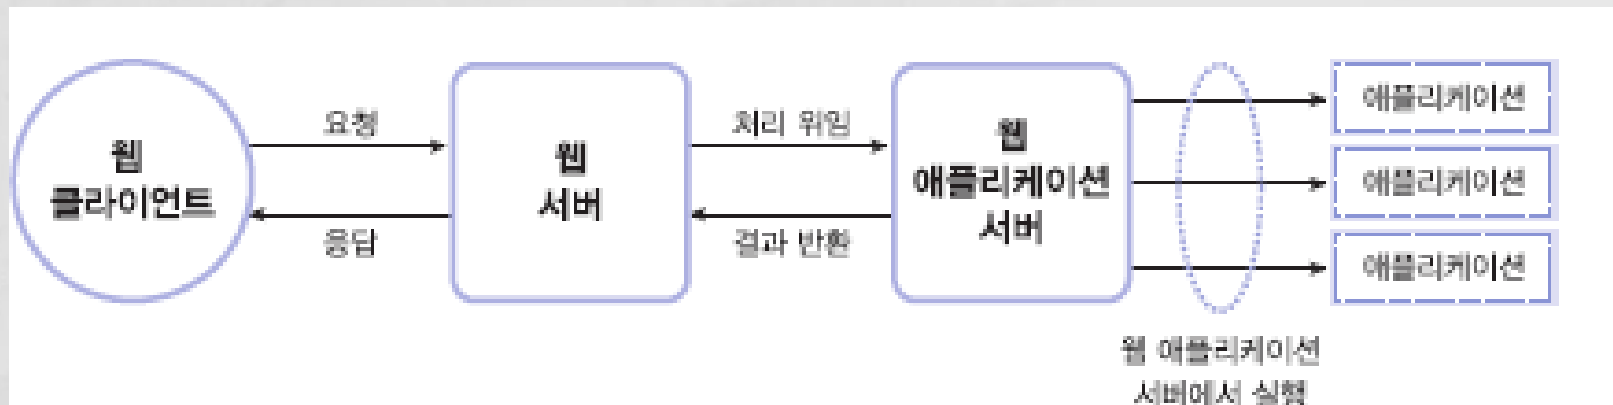 웹
클라이언트
요청
응답
웹
서버
처리 위임
결과 반환
웹
애플리케이션
서버
애플리케이션
애플리케이션
애플리케이션
웹 애플리케이션
서버에서 실행